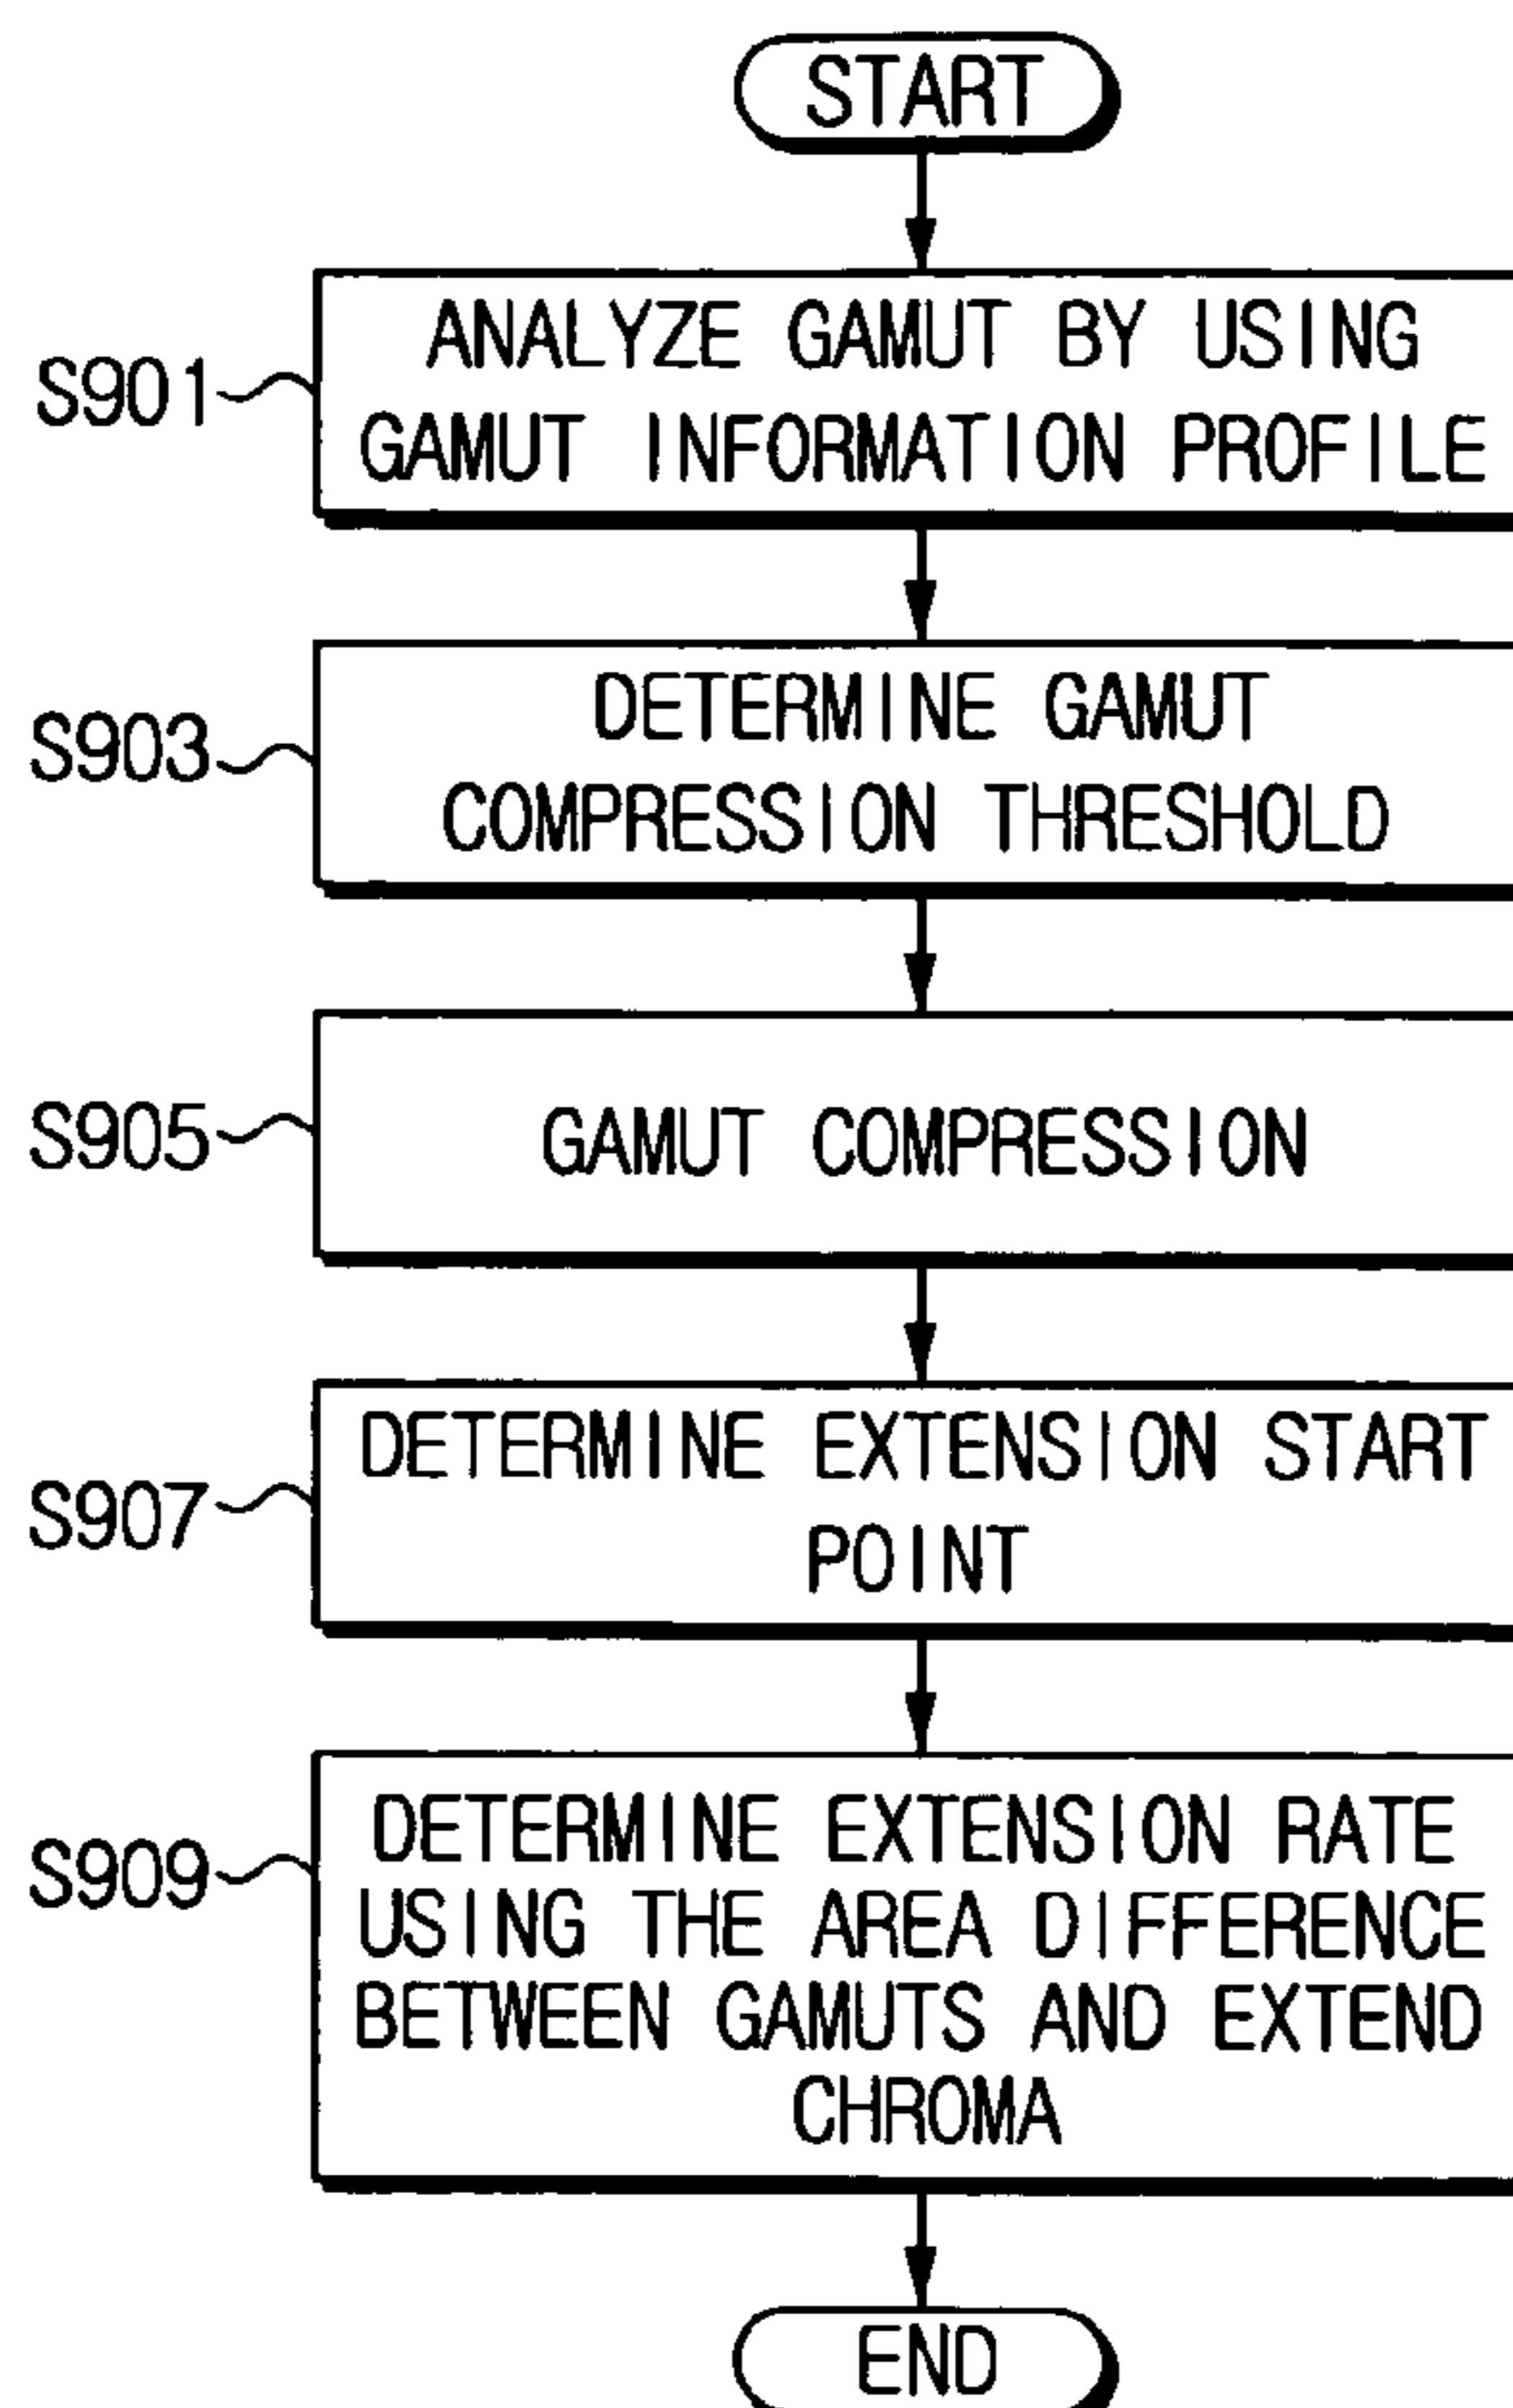 START
S901
ANALYZE GAMUT BY USING
GAMUT INFORMATION PROFILE
S903
DETERMINE GAMUT
COMPRESSION THRESHOLD
S905
GAMUT COMPRESSION
S907
DETERMINE EXTENSION START
POINT
S909
DETERMINE EXTENSION RATE
USING THE AREA DIFFERENCE
BETWEEN GAMUTS AND EXTEND
CHROMA
END